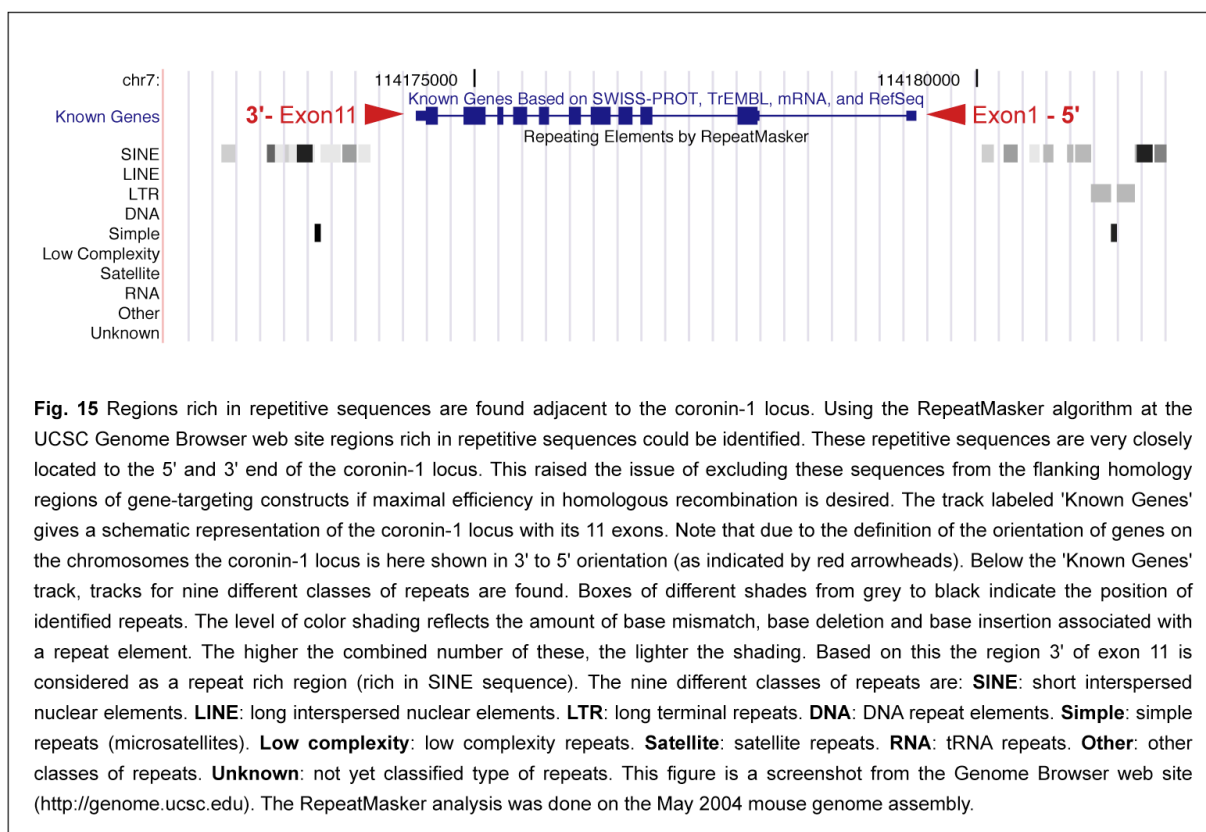 chr7: 114175000 114180000
Known Genes Based on SWISS-PROT, TrEMBL, mRNA, and RefSeq
Known Genes 3'- Exon11 Exon1 - 5'
Repeating Elements by RepeatMasker
SINE
LINE
LTR
DNA
Simple
Low Complexity
Satellite
RNA
Other
Unknown
Fig. 15 Regions rich in repetitive sequences are found adjacent to the coronin-1 locus. Using the RepeatMasker algorithm at the
UCSC Genome Browser web site regions rich in repetitive sequences could be identified. These repetitive sequences are very closely
located to the 5' and 3' end of the coronin-1 locus. This raised the issue of excluding these sequences from the flanking homology
regions of gene-targeting constructs if maximal efficiency in homologous recombination is desired. The track labeled 'Known Genes'
gives a schematic representation of the coronin-1 locus with its 11 exons. Note that due to the definition of the orientation of genes on
the chromosomes the coronin-1 locus is here shown in 3' to 5' orientation (as indicated by red arrowheads). Below the 'Known Genes'
track, tracks for nine different classes of repeats are found. Boxes of different shades from grey to black indicate the position of
identified repeats. The level of color shading reflects the amount of base mismatch, base deletion and base insertion associated with
a repeat element. The higher the combined number of these, the lighter the shading. Based on this the region 3' of exon 11 is
considered as a repeat rich region (rich in SINE sequence). The nine different classes of repeats are: SINE: short interspersed
nuclear elements. LINE: long interspersed nuclear elements. LTR: long terminal repeats. DNA: DNA repeat elements. Simple: simple
repeats (microsatellites). Low complexity: low complexity repeats. Satellite: satellite repeats. RNA: tRNA repeats. Other: other
classes of repeats. Unknown: not yet classified type of repeats. This figure is a screenshot from the Genome Browser web site
(http://genome.ucsc.edu). The RepeatMasker analysis was done on the May 2004 mouse genome assembly.